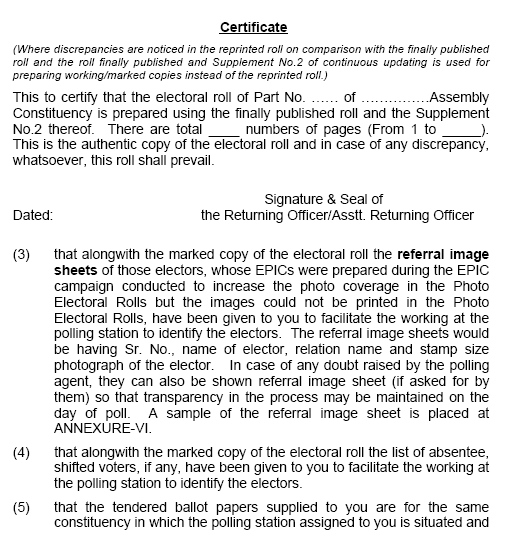 Certificate
(Where discrepancies are noticed in the reprinted roll on comparison with the finally published
roll and the roll finally published and Supplement No.2 of continuous updating is used for
preparing working/marked copies instead of the reprinted roll.)
This to certify that the electoral roll of Part No. ...... of ...............Assembly
Constituency is prepared using the finally published roll and the Supplement
No.2 thereof. There are total ____ numbers of pages (From 1 to _____).
This is the authentic copy of the electoral roll and in case of any discrepancy,
whatsoever, this roll shall prevail.
Signature & Seal of
Dated: the Returning Officer/Asstt. Returning Officer
(3) that alongwith the marked copy of the electoral roll the referral image
sheets of those electors, whose EPICs were prepared during the EPIC
campaign conducted to increase the photo coverage in the Photo
Electoral Rolls but the images could not be printed in the Photo
Electoral Rolls, have been given to you to facilitate the working at the
polling station to identify the electors. The referral image sheets would
be having Sr. No., name of elector, relation name and stamp size
photograph of the elector. In case of any doubt raised by the polling
agent, they can also be shown referral image sheet (if asked for by
them) so that transparency in the process may be maintained on the
day of poll. A sample of the referral image sheet is placed at
ANNEXURE-VI.
(4) that alongwith the marked copy of the electoral roll the list of absentee,
shifted voters, if any, have been given to you to facilitate the working at
the polling station to identify the electors.
(5) that the tendered ballot papers supplied to you are for the same
constituency in which the polling station assigned to you is situated and